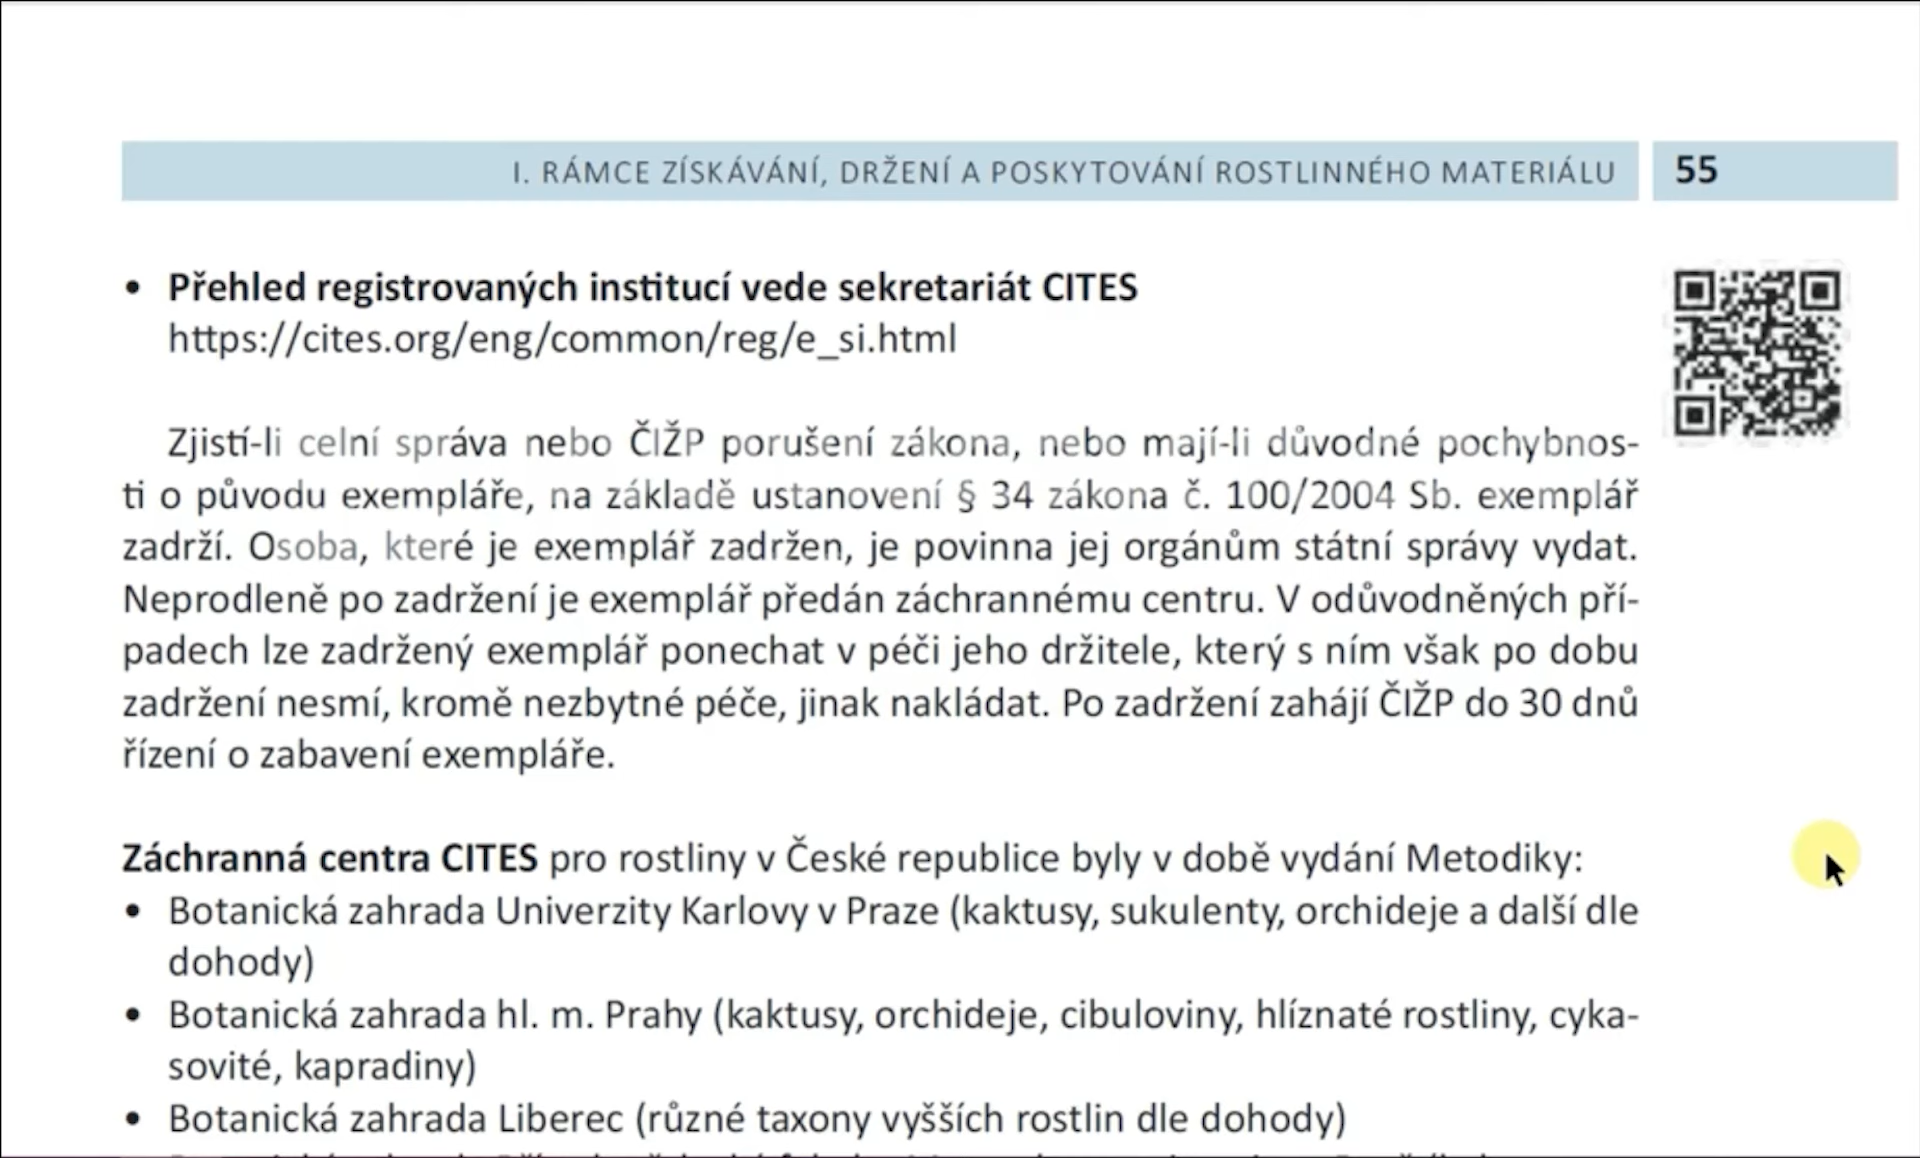 I. RÁMCE ZÍSKÁVÁNÍ, DRŽENÍ A POSKYTOVÁNÍ ROSTLINNÉHO MATERIÁLU 55
• Přehled registrovaných institucí vede sekretariát CITES
https://cites.org/eng/common/reg/e_si.html
Zjistí-li celní správa nebo ČIŽP porušení zákona, nebo mají-li důvodné pochybnos-
ti o původu exempláře, na základě ustanovení § 34 zákona č. 100/2004 Sb. exemplář
zadrží. Osoba, které je exemplář zadržen, je povinna jej orgánům státní správy vydat.
Neprodleně po zadržení je exemplář předán záchrannému centru. V odůvodněných pří-
padech lze zadržený exemplář ponechat v péči jeho držitele, který s ním však po dobu
zadržení nesmí, kromě nezbytné péče, jinak nakládat. Po zadržení zahájí ČIŽP do 30 dnů
řízení o zabavení exempláře.
Záchranná centra CITES pro rostliny v České republice byly v době vydání Metodiky:
• Botanická zahrada Univerzity Karlovy v Praze (kaktusy, sukulenty, orchideje a další dle
dohody)
• Botanická zahrada hl. m. Prahy (kaktusy, orchideje, cibuloviny, hlíznaté rostliny, cyka-
sovité, kapradiny)
• Botanická zahrada Liberec (různé taxony vyšších rostlin dle dohody)